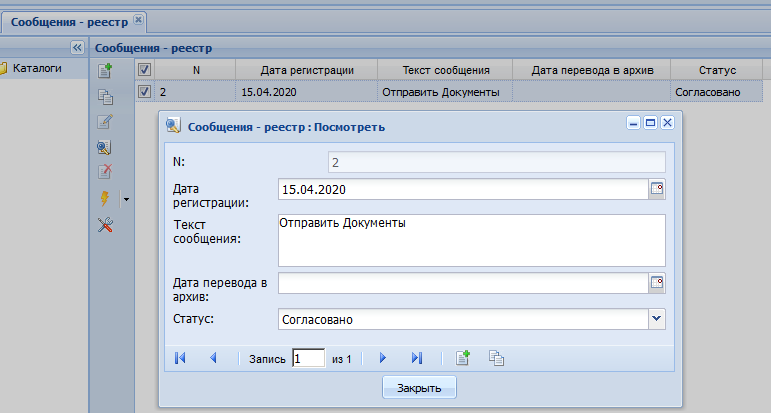 Сообщения - реестр
Сообщения - реестр
Каталоги
N Дата регистрации Текст сообщения Дата перевода в архив Статус
2 15.04.2020 Отправить Документы Согласовано
Сообщения - реестр : Посмотреть
N: 2
Дата
регистрации: 15.04.2020
Текст
сообщения: Отправить Документы
Дата перевода в
архив:
Статус: Согласовано
Запись 1 из 1
Закрыть